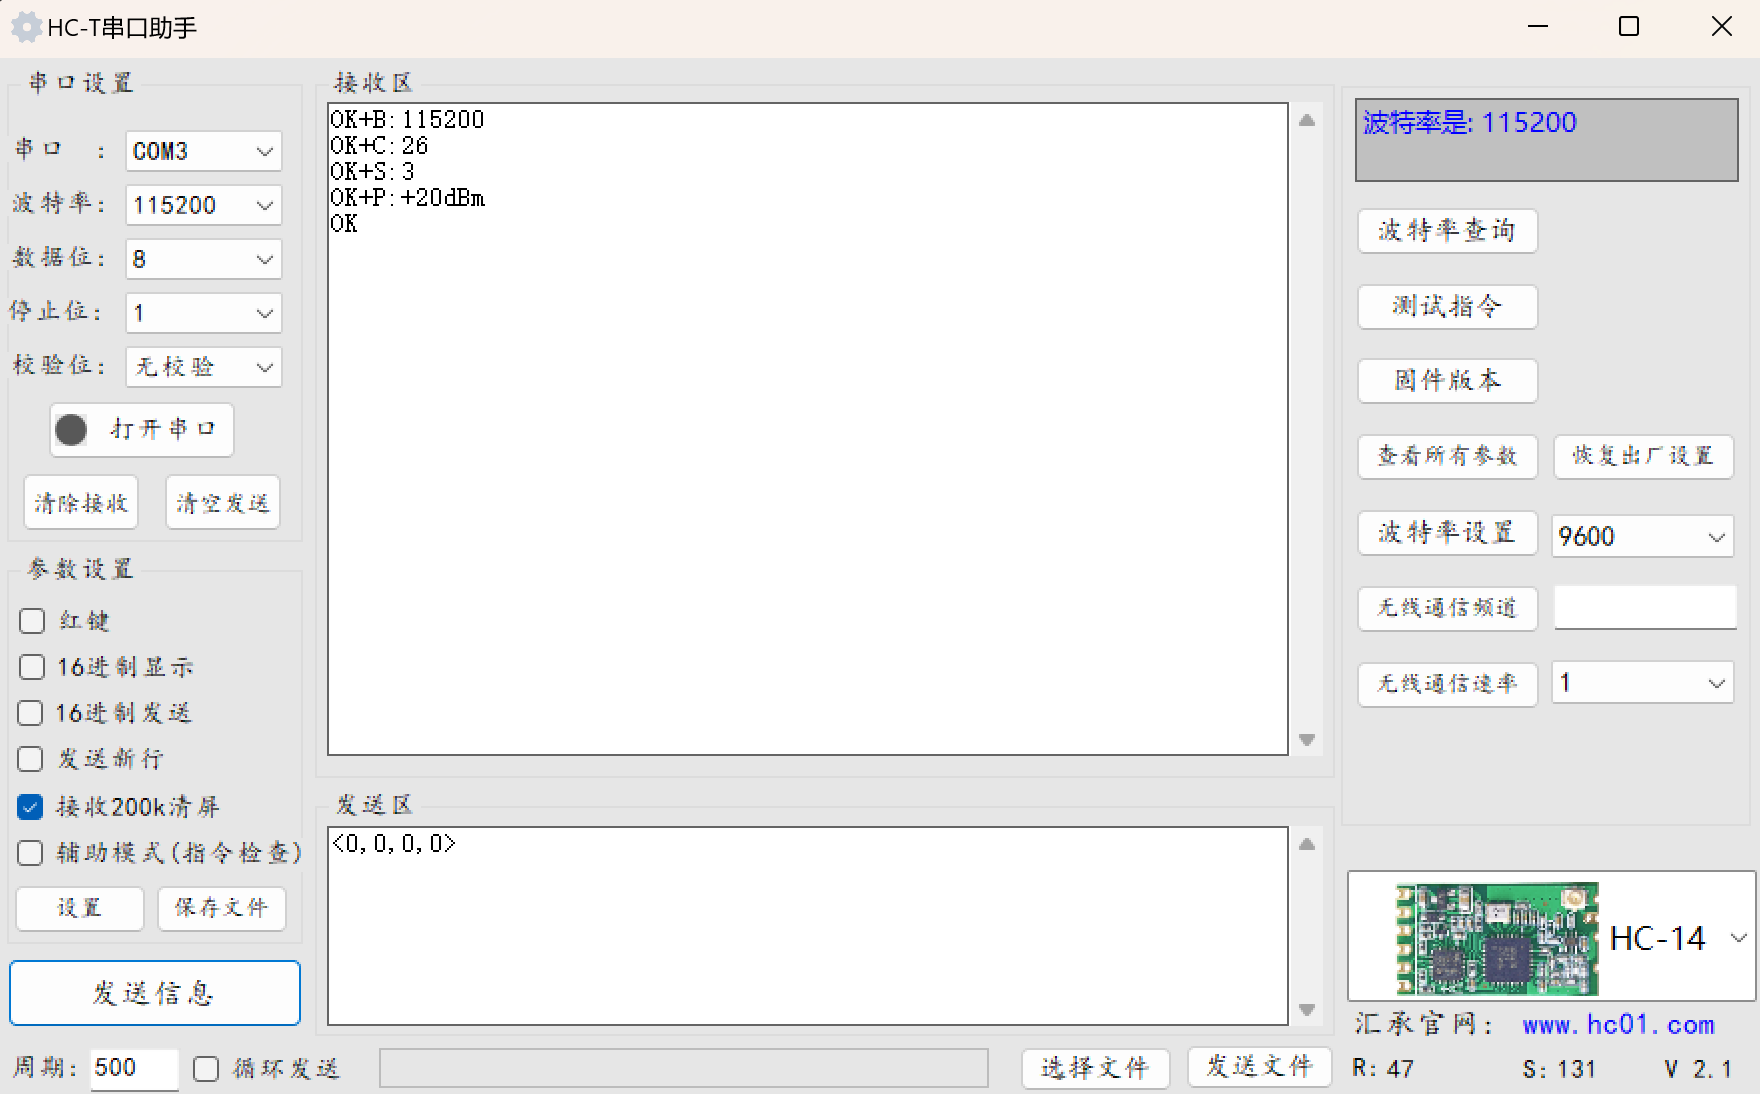 HC-T串口助手
串口设置
串口 :
COM3
波特率:
115200
数据位:
8
停止位:
1
校验位:
无校验
打开串口
清除接收
清空发送
参数设置
红键
16进制显示
16进制发送
发送新行
接收200k清屏
辅助模式(指令检查)
设置
保存文件
发送信息
周期:
500
循环发送
接收区
OK+B:115200
OK+C:26
OK+S:3
OK+P:+20dBm
OK
发送区
<0,0,0,0>
选择文件
发送文件
波特率是: 115200
波特率查询
测试指令
固件版本
查看所有参数
恢复出厂设置
波特率设置
9600
无线通信频道
无线通信速率
1
HC-14
汇承官网: www.hc01.com
R: 47
S: 131
V 2.1